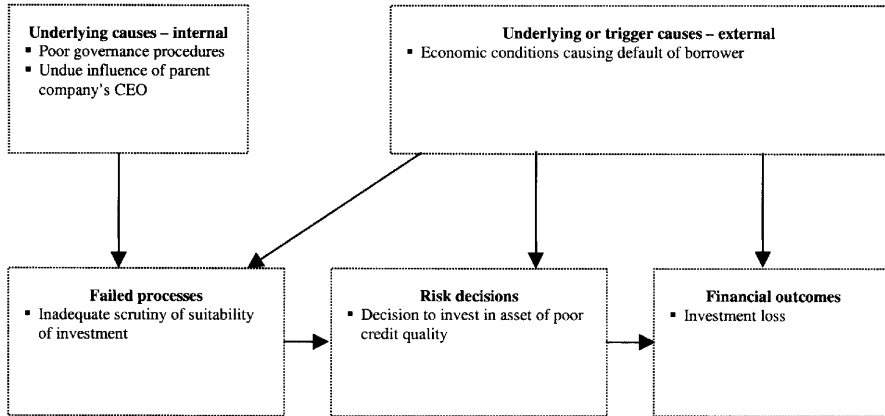 Underlying causes – internal
▪ Poor governance procedures
▪ Undue influence of parent
company's CEO
Underlying or trigger causes – external
▪ Economic conditions causing default of borrower
Failed processes
▪ Inadequate scrutiny of suitability
of investment
Risk decisions
▪ Decision to invest in asset of poor
credit quality
Financial outcomes
▪ Investment loss